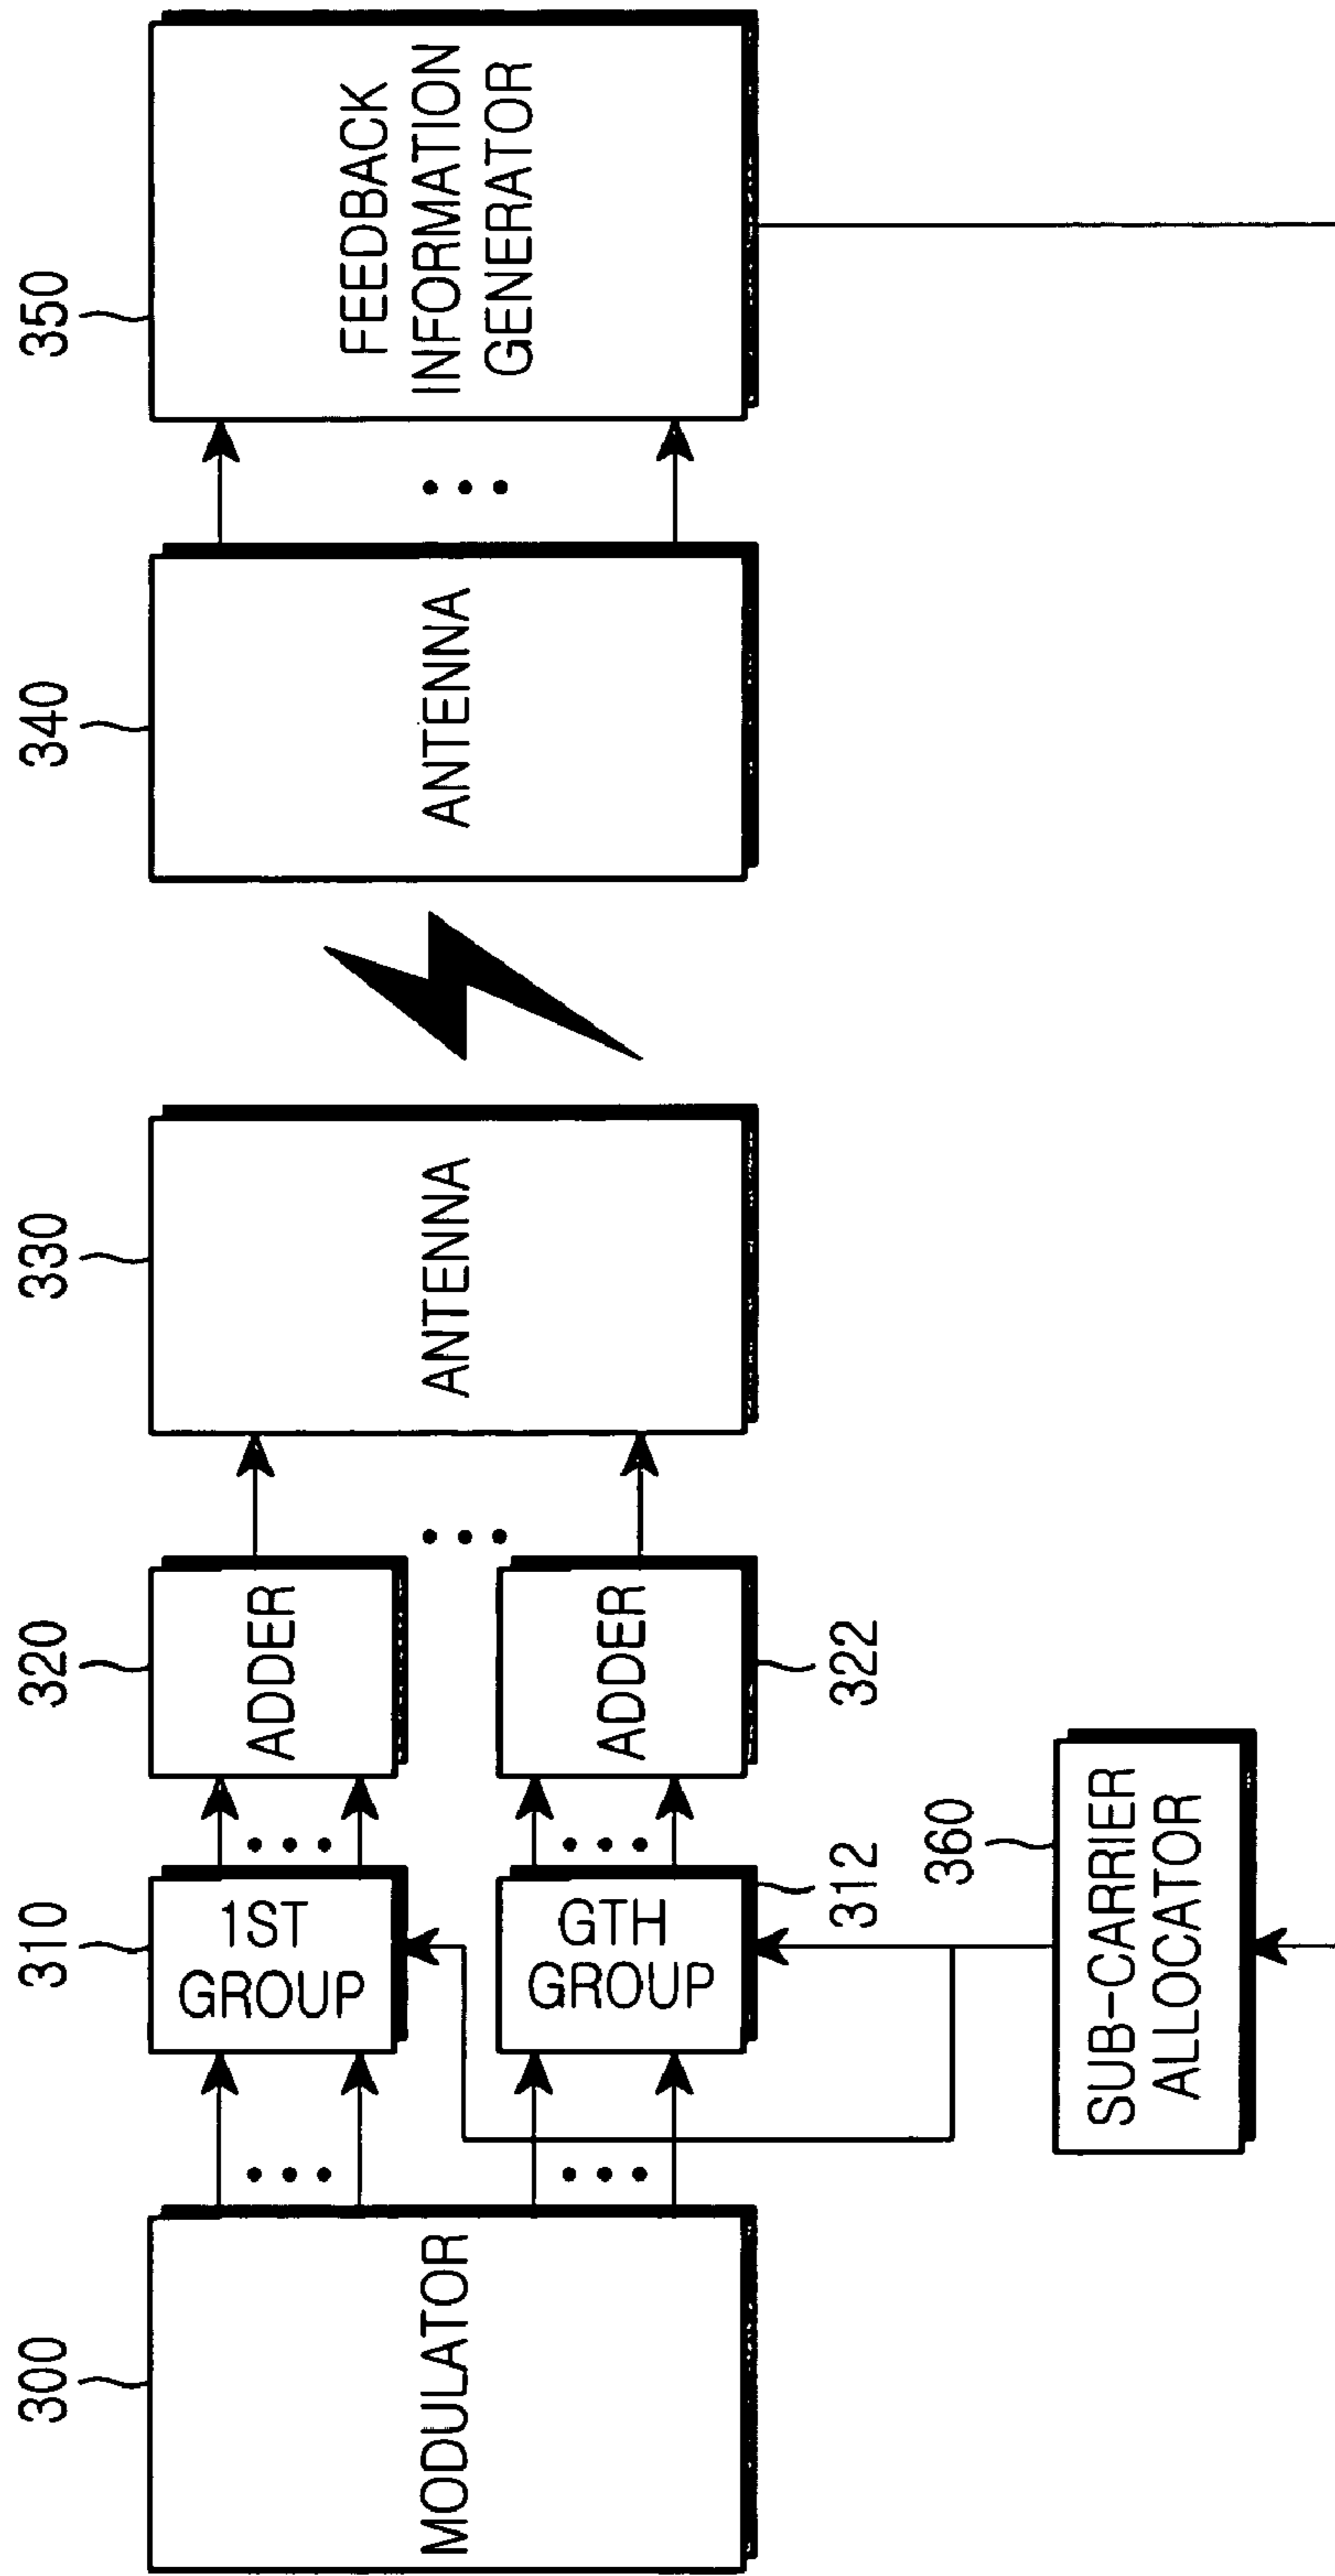 300
MODULATOR
310
1ST
GROUP
GTH
GROUP
312
320
ADDER
ADDER
322
330
ANTENNA
340
ANTENNA
350
FEEDBACK
INFORMATION
GENERATOR
360
SUB-CARRIER
ALLOCATOR